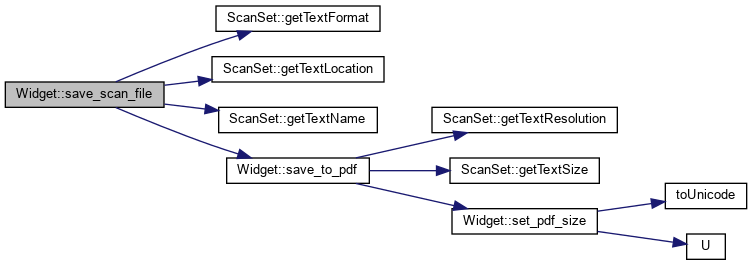 ScanSet::getTextFormat
ScanSet::getTextLocation
Widget::save_scan_file
ScanSet::getTextName
ScanSet::getTextResolution
Widget::save_to_pdf
ScanSet::getTextSize
toUnicode
Widget::set_pdf_size
U